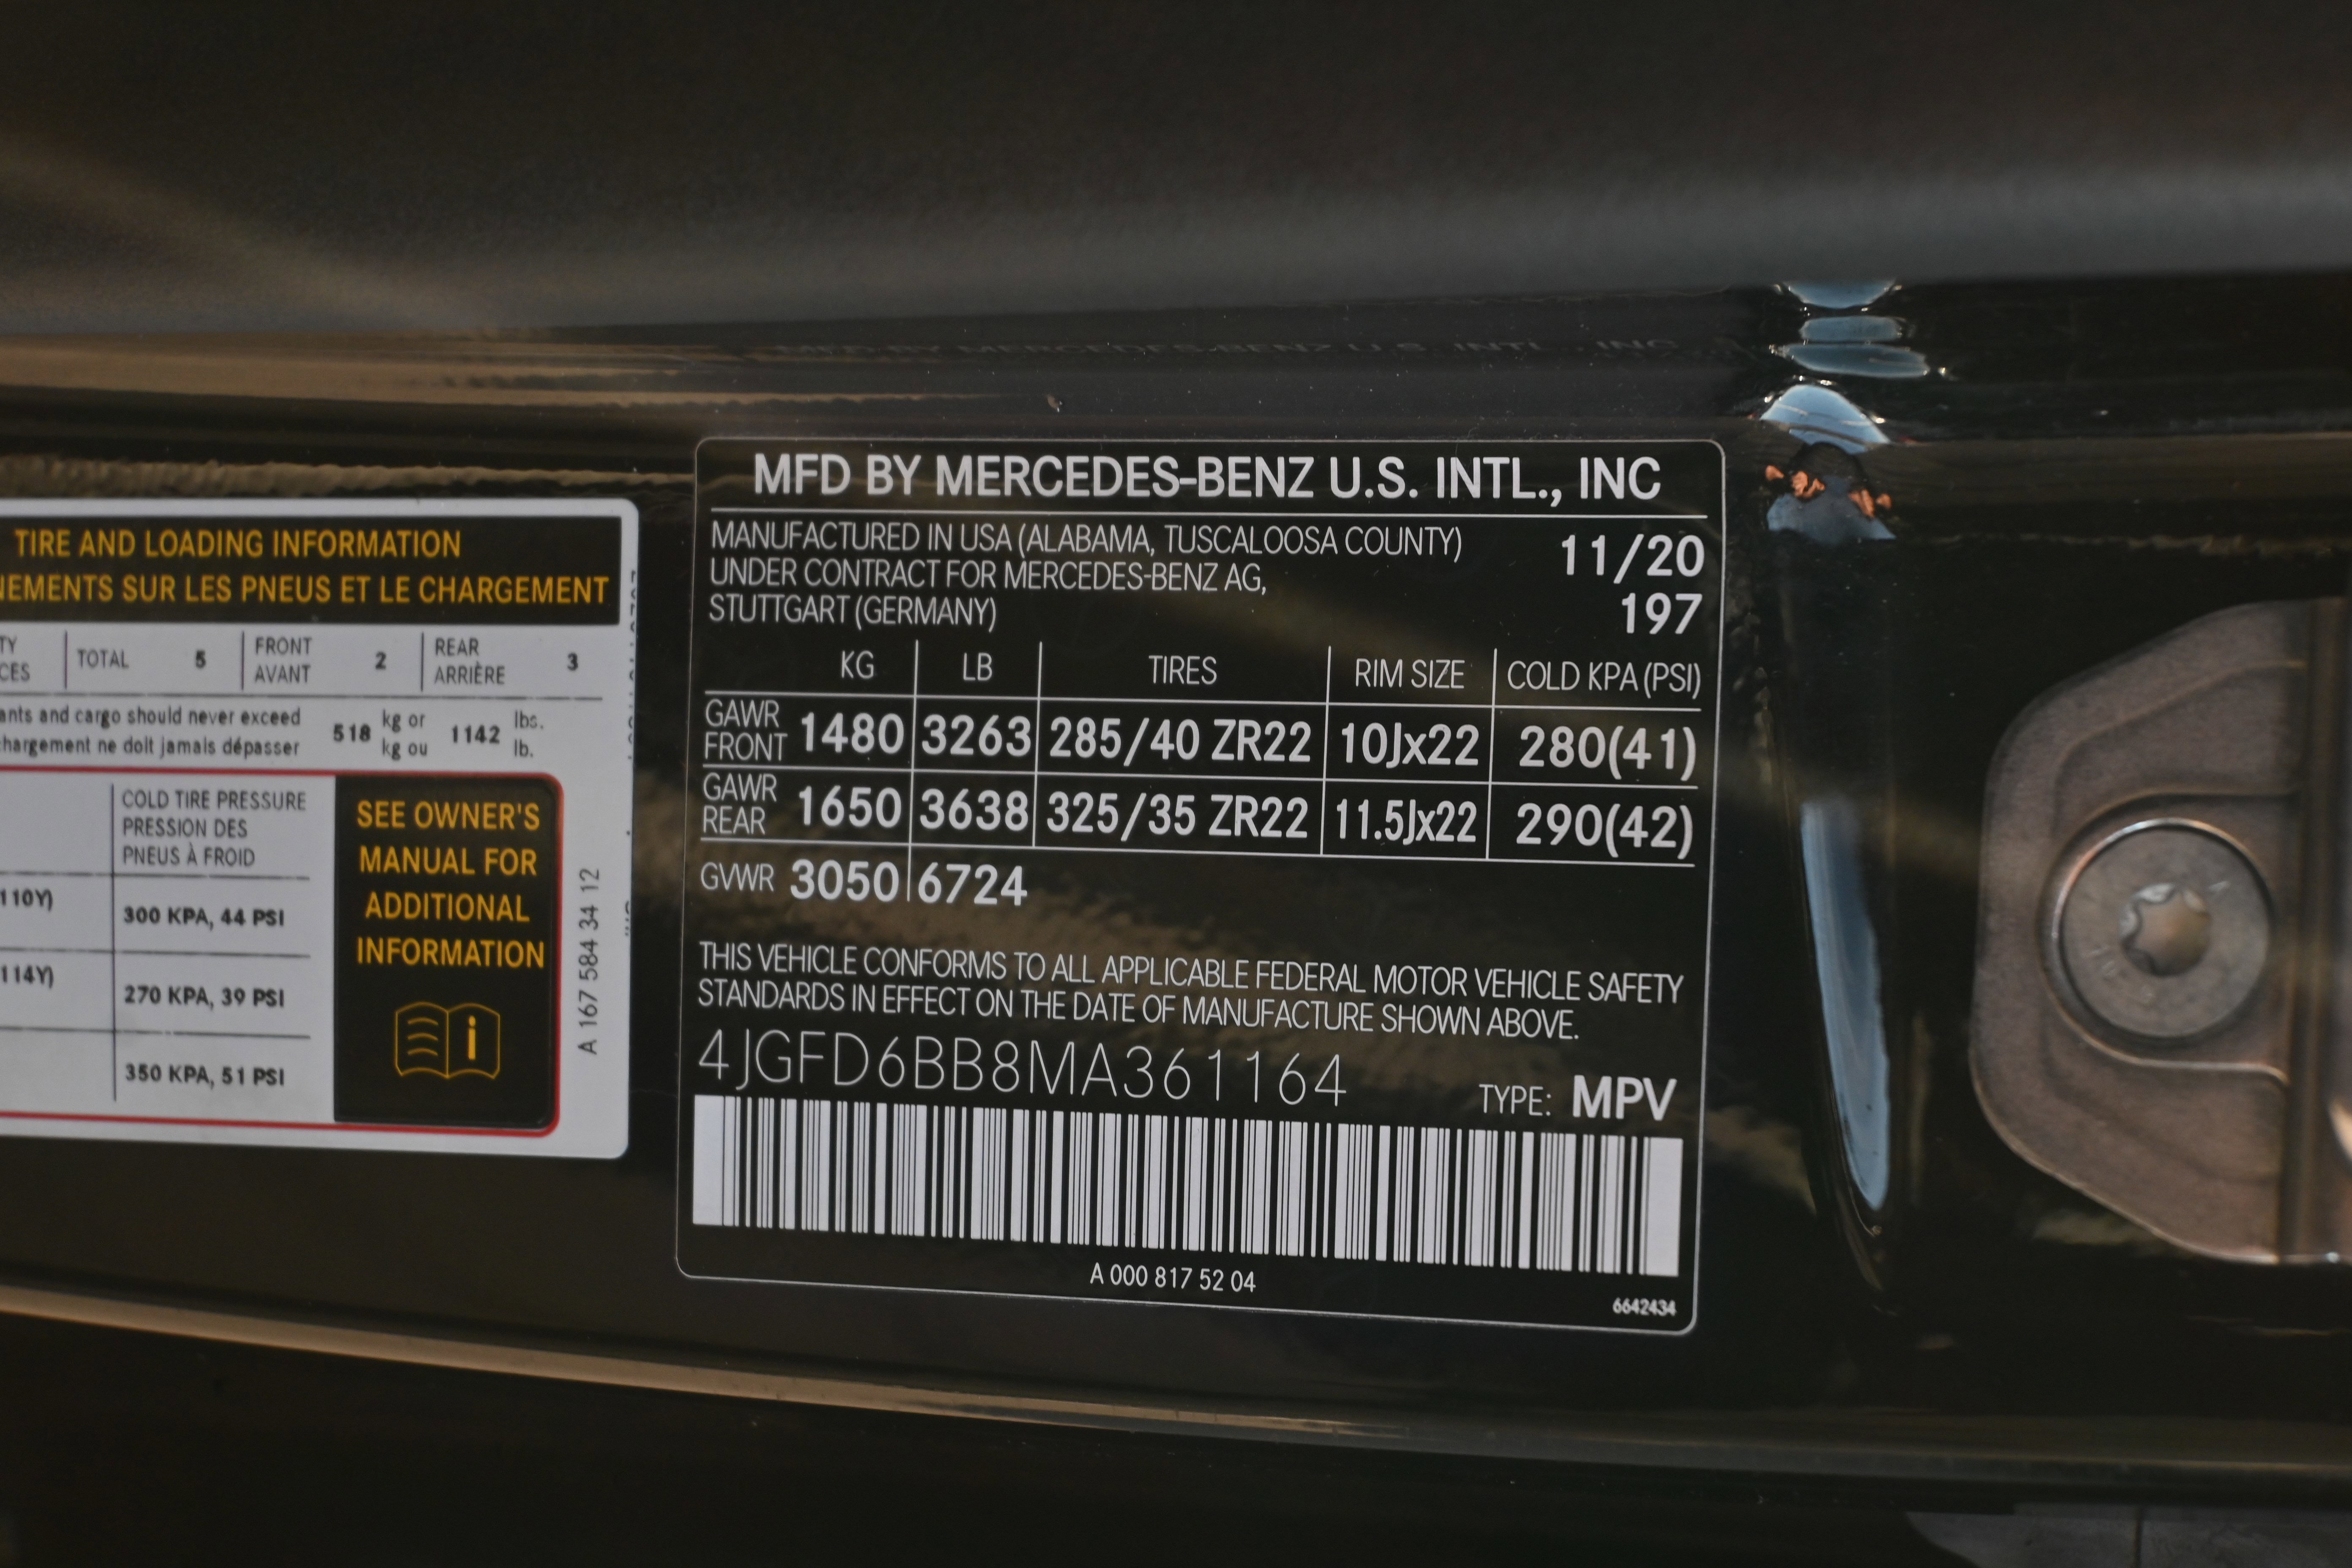 TIRE AND LOADING INFORMATION
NEMENTS SUR LES PNEUS ET LE CHARGEMENT
TY
CES
TOTAL 5
FRONT
AVANT 2
REAR
ARRIÈRE 3
ants and cargo should never exceed
hargement ne doit jamais dépasser
518 kg or
kg ou
1142 lbs.
lb.
COLD TIRE PRESSURE
PRESSION DES
PNEUS À FROID
110Y)
300 KPA, 44 PSI
114Y)
270 KPA, 39 PSI
350 KPA, 51 PSI
SEE OWNER'S
MANUAL FOR
ADDITIONAL
INFORMATION
A 167 584 34 12
MFD BY MERCEDES-BENZ U.S. INTL., INC
MANUFACTURED IN USA (ALABAMA, TUSCALOOSA COUNTY)
UNDER CONTRACT FOR MERCEDES-BENZ AG,
STUTTGART (GERMANY)
11/20
197
KG LB TIRES RIM SIZE COLD KPA (PSI)
GAWR
FRONT 1480 3263 285/40 ZR22 10Jx22 280(41)
GAWR
REAR 1650 3638 325/35 ZR22 11.5Jx22 290(42)
GVWR 3050 6724
THIS VEHICLE CONFORMS TO ALL APPLICABLE FEDERAL MOTOR VEHICLE SAFETY
STANDARDS IN EFFECT ON THE DATE OF MANUFACTURE SHOWN ABOVE.
4JGFD6BB8MA361164 TYPE: MPV
A 000 817 52 04
6642434